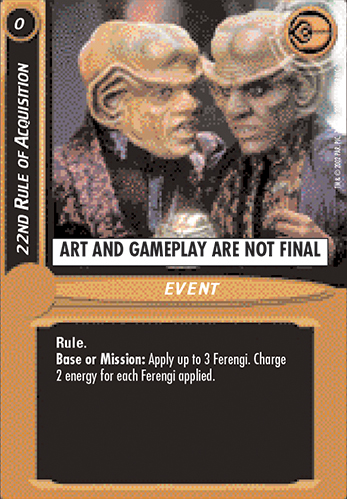 0
22ND RULE OF ACQUISITION
ART AND GAMEPLAY ARE NOT FINAL
EVENT
Rule.
Base or Mission: Apply up to 3 Ferengi. Charge
2 energy for each Ferengi applied.